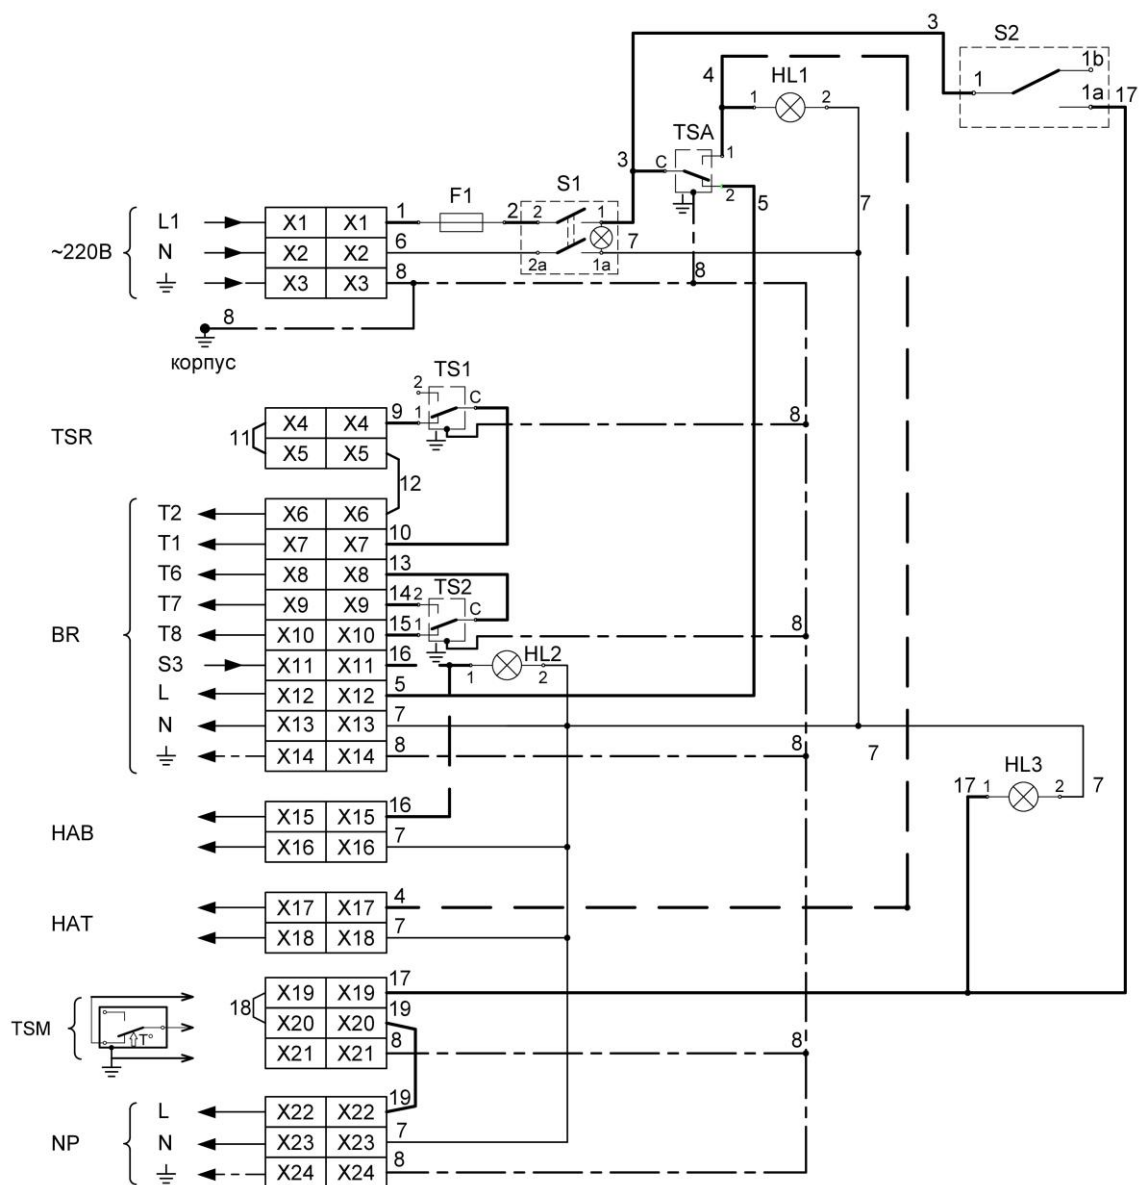 3
S2
4
HL1
1b
1
1
2
1a
17
TSA
1
3
C
F1
S1
2
5
7
L1
X1
X1
1
2
2
1
~220В
N
X2
X2
6
7
2a
1a
X3
X3
8
8
8
корпус
TS1
2
C
TSR
X4
X4
9
1
8
11
X5
X5
12
T2
X6
X6
T1
X7
X7
10
T6
X8
X8
13
TS2
T7
X9
X9
14
2
C
BR
T8
X10
X10
15
1
8
S3
X11
X11
16
HL2
1
2
L
X12
X12
5
N
X13
X13
7
7
X14
X14
8
8
HL3
17
1
2
7
HAB
X15
X15
16
X16
X16
7
HAT
X17
X17
4
X18
X18
7
TSM
T°
18
X19
X19
17
X20
X20
19
X21
X21
8
8
NP
L
X22
X22
19
N
X23
X23
7
X24
X24
8